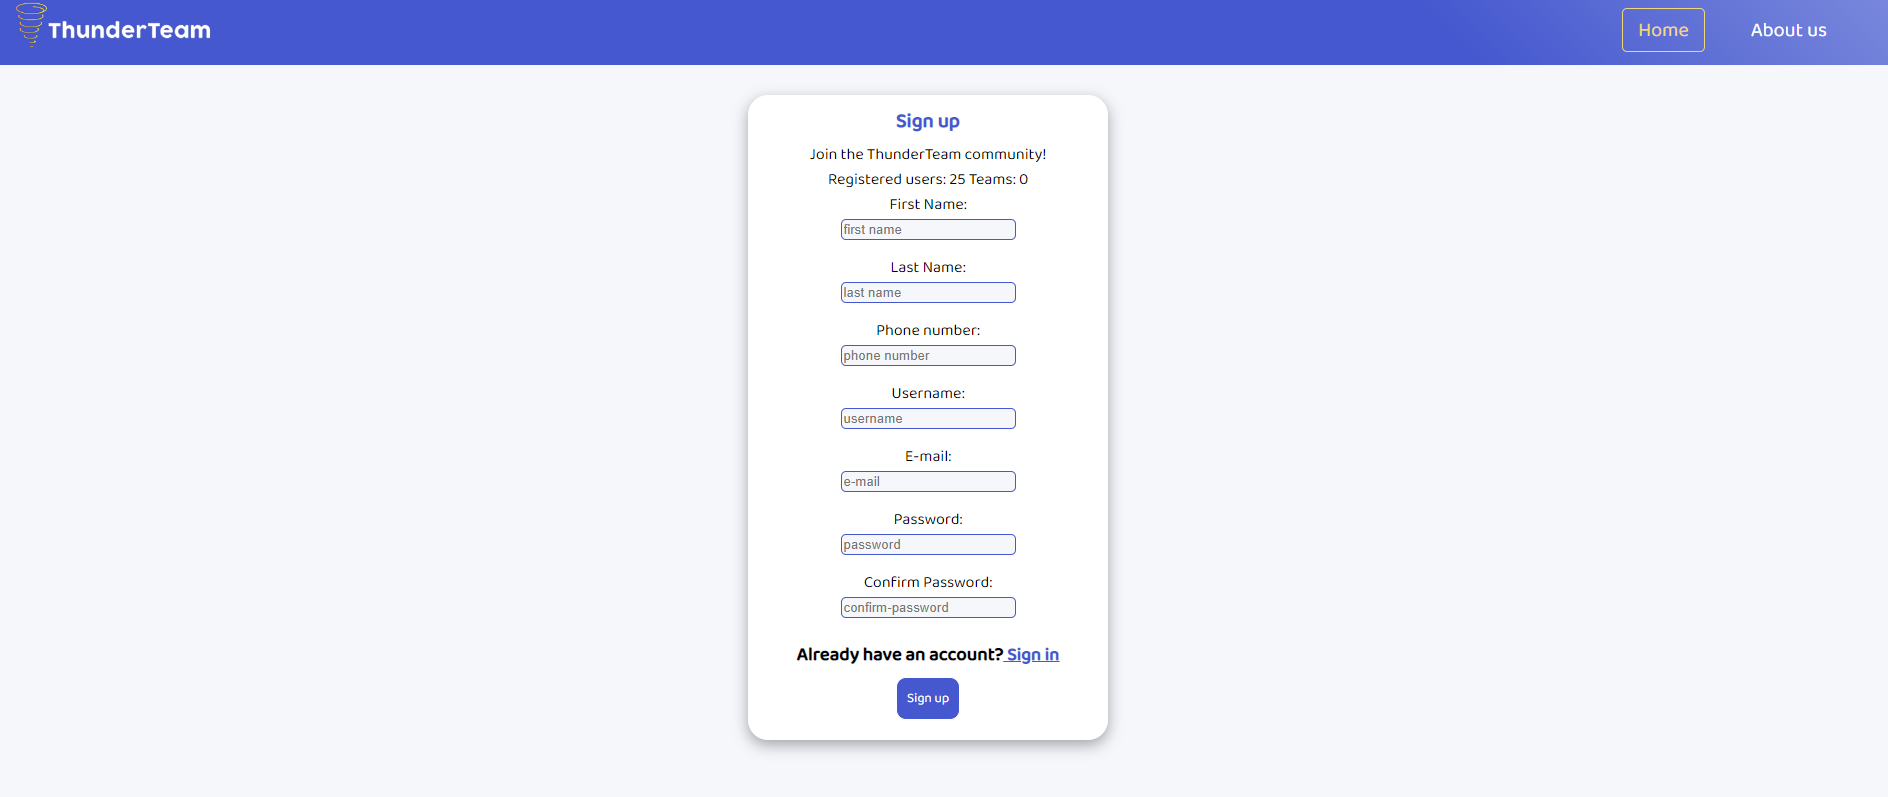 ThunderTeam
Home
About us
Sign up
Join the ThunderTeam community!
Registered users: 25 Teams: 0
First Name:
first name
Last Name:
last name
Phone number:
phone number
Username:
username
E-mail:
e-mail
Password:
password
Confirm Password:
confirm-password
Already have an account? Sign in
Sign up